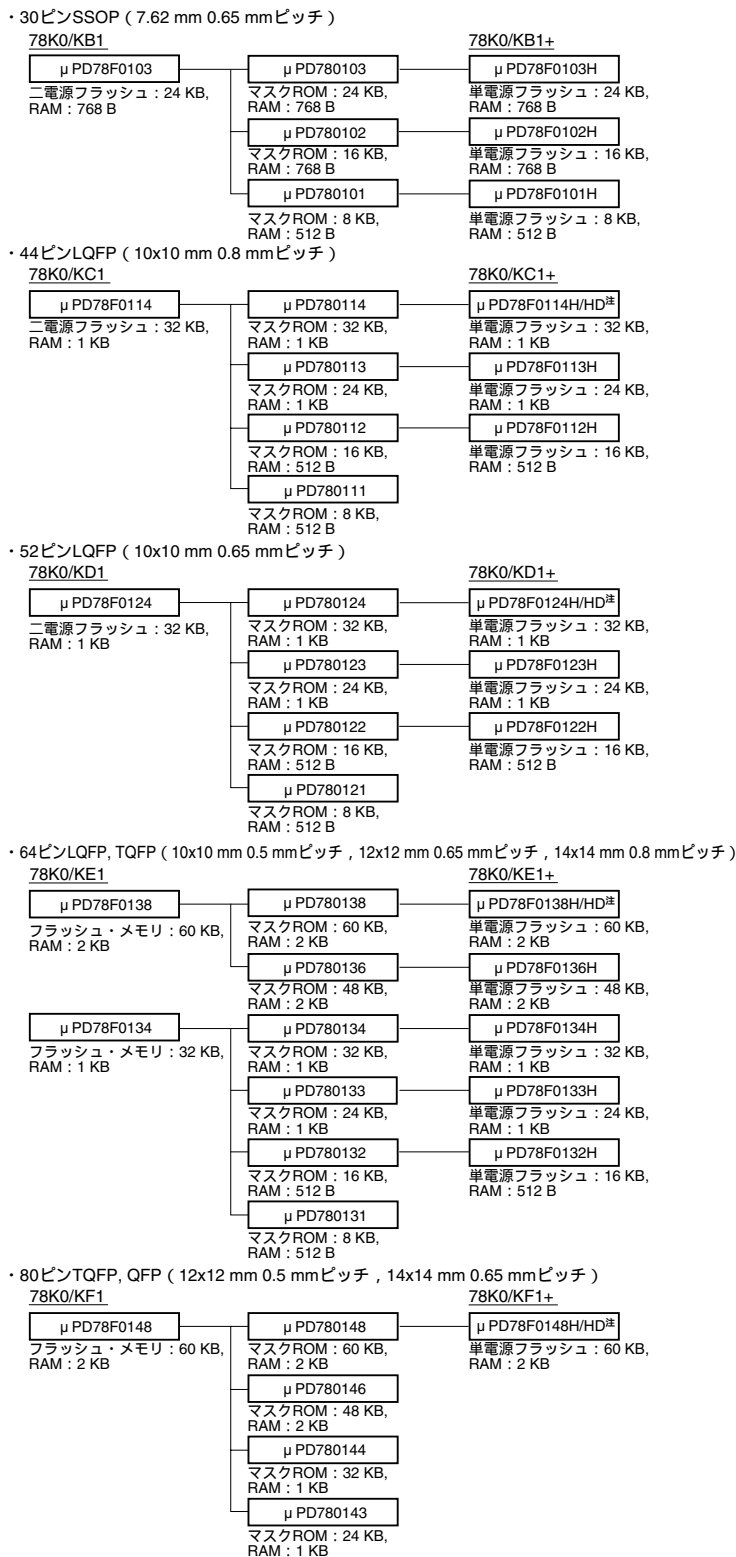 ・30ピンSSOP（7.62 mm 0.65 mmピッチ）
78K0/KB1
78K0/KB1+
μPD78F0103
μPD780103
μPD78F0103H
二電源フラッシュ：24 KB,
RAM：768 B
マスクROM：24 KB,
RAM：768 B
単電源フラッシュ：24 KB,
RAM：768 B
μPD780102
μPD78F0102H
マスクROM：16 KB,
RAM：768 B
単電源フラッシュ：16 KB,
RAM：768 B
μPD780101
μPD78F0101H
マスクROM：8 KB,
RAM：512 B
単電源フラッシュ：8 KB,
RAM：512 B
・44ピンLQFP（10x10 mm 0.8 mmピッチ）
78K0/KC1
78K0/KC1+
μPD78F0114
μPD780114
μPD78F0114H/HD注
二電源フラッシュ：32 KB,
RAM：1 KB
マスクROM：32 KB,
RAM：1 KB
単電源フラッシュ：32 KB,
RAM：1 KB
μPD780113
μPD78F0113H
マスクROM：24 KB,
RAM：1 KB
単電源フラッシュ：24 KB,
RAM：1 KB
μPD780112
μPD78F0112H
マスクROM：16 KB,
RAM：512 B
単電源フラッシュ：16 KB,
RAM：512 B
μPD780111
マスクROM：8 KB,
RAM：512 B
・52ピンLQFP（10x10 mm 0.65 mmピッチ）
78K0/KD1
78K0/KD1+
μPD78F0124
μPD780124
μPD78F0124H/HD注
二電源フラッシュ：32 KB,
RAM：1 KB
マスクROM：32 KB,
RAM：1 KB
単電源フラッシュ：32 KB,
RAM：1 KB
μPD780123
μPD78F0123H
マスクROM：24 KB,
RAM：1 KB
単電源フラッシュ：24 KB,
RAM：1 KB
μPD780122
μPD78F0122H
マスクROM：16 KB,
RAM：512 B
単電源フラッシュ：16 KB,
RAM：512 B
μPD780121
マスクROM：8 KB,
RAM：512 B
・64ピンLQFP, TQFP（10x10 mm 0.5 mmピッチ，12x12 mm 0.65 mmピッチ，14x14 mm 0.8 mmピッチ）
78K0/KE1
78K0/KE1+
μPD78F0138
μPD780138
μPD78F0138H/HD注
フラッシュ・メモリ：60 KB,
RAM：2 KB
マスクROM：60 KB,
RAM：2 KB
単電源フラッシュ：60 KB,
RAM：2 KB
μPD780136
μPD78F0136H
マスクROM：48 KB,
RAM：2 KB
単電源フラッシュ：48 KB,
RAM：2 KB
μPD78F0134
μPD780134
μPD78F0134H
フラッシュ・メモリ：32 KB,
RAM：1 KB
マスクROM：32 KB,
RAM：1 KB
単電源フラッシュ：32 KB,
RAM：1 KB
μPD780133
μPD78F0133H
マスクROM：24 KB,
RAM：1 KB
単電源フラッシュ：24 KB,
RAM：1 KB
μPD780132
μPD78F0132H
マスクROM：16 KB,
RAM：512 B
単電源フラッシュ：16 KB,
RAM：512 B
μPD780131
マスクROM：8 KB,
RAM：512 B
・80ピンTQFP, QFP（12x12 mm 0.5 mmピッチ，14x14 mm 0.65 mmピッチ）
78K0/KF1
78K0/KF1+
μPD78F0148
μPD780148
μPD78F0148H/HD注
フラッシュ・メモリ：60 KB,
RAM：2 KB
マスクROM：60 KB,
RAM：2 KB
単電源フラッシュ：60 KB,
RAM：2 KB
μPD780146
マスクROM：48 KB,
RAM：2 KB
μPD780144
マスクROM：32 KB,
RAM：1 KB
μPD780143
マスクROM：24 KB,
RAM：1 KB